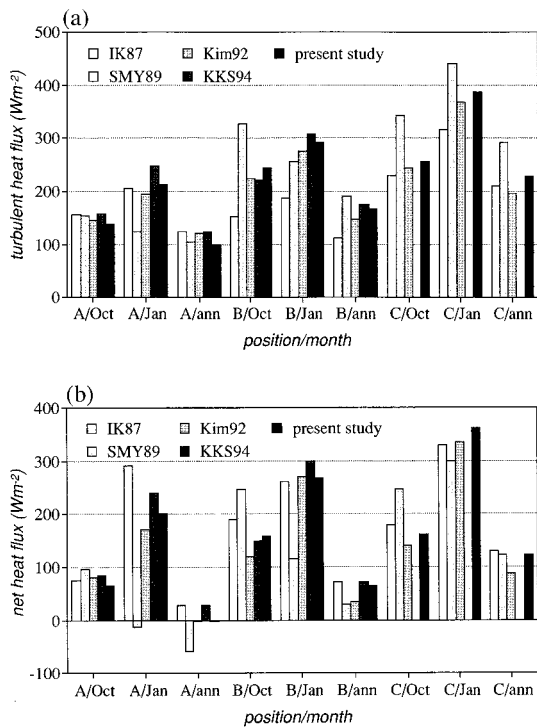 (a)
500
400
300
200
100
0
turbulent heat flux (Wm-2)
IK87
Kim92
present study
SMY89
KKS94
A/Oct A/Jan A/ann B/Oct B/Jan B/ann C/Oct C/Jan C/ann
position/month
(b)
400
300
200
100
0
-100
net heat flux (Wm-2)
IK87
Kim92
present study
SMY89
KKS94
A/Oct A/Jan A/ann B/Oct B/Jan B/ann C/Oct C/Jan C/ann
position/month